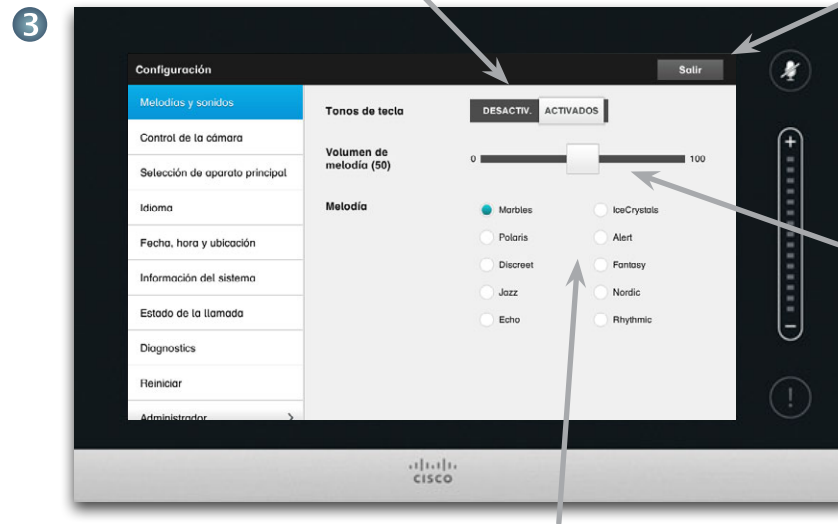 3
Configuración
Salir
Melodías y sonidos
Control de la cámara
Selección de aparato principal
Idioma
Fecha, hora y ubicación
Información del sistema
Estado de la llamada
Diagnostics
Reiniciar
Administrador >
Tonos de tecla
DESACTIV. ACTIVADOS
Volumen de
melodía (50)
0 100
Melodía
Marbles IceCrystals
Polaris Alert
Discreet Fantasy
Jazz Nordic
Echo Rhythmic
+
−
!
CISCO